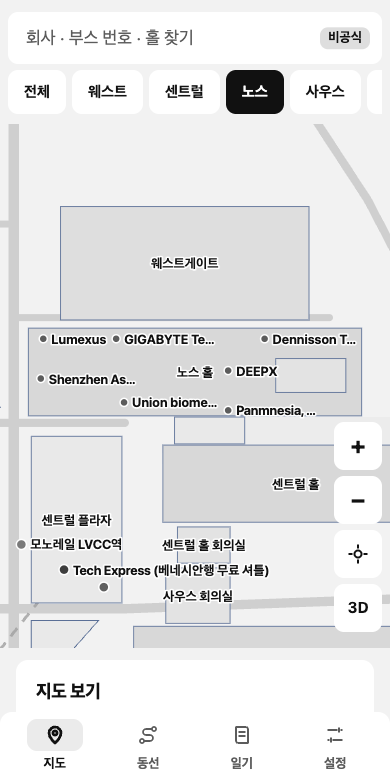 회사 · 부스 번호 · 홀 찾기
비공식
전체
웨스트
센트럴
노스
사우스
웨스트게이트
Lumexus
GIGABYTE Te...
Dennisson T...
Shenzhen As...
노스 홀
DEEPX
Union biome...
Panmnesia, ...
+
센트럴 홀
−
센트럴 플라자
모노레일 LVCC역
센트럴 홀 회의실
Tech Express (베네시안행 무료 셔틀)
사우스 회의실
3D
지도 보기
지도
동선
일기
설정